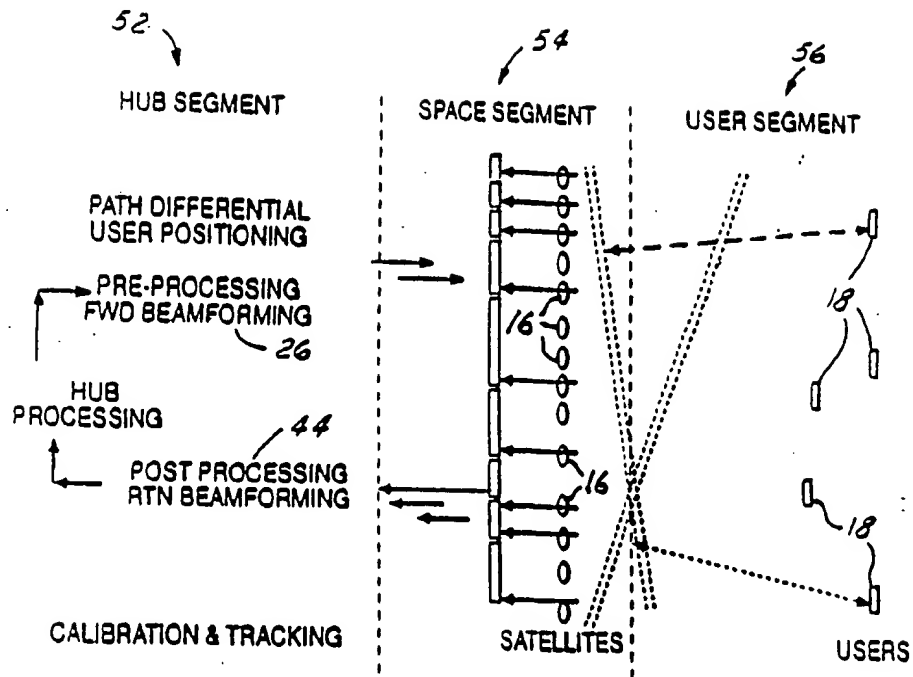 52
54
56
HUB SEGMENT
SPACE SEGMENT
USER SEGMENT
PATH DIFFERENTIAL
USER POSITIONING
PRE-PROCESSING
FWD BEAMFORMING
26
HUB
PROCESSING
44
POST PROCESSING
RTN BEAMFORMING
CALIBRATION & TRACKING
16
16
SATELLITES
18
18
USERS